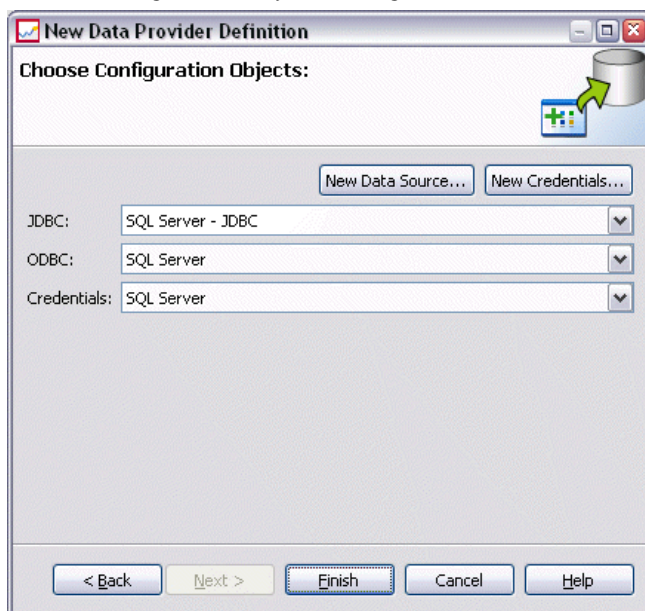 New Data Provider Definition
Choose Configuration Objects:
New Data Source... New Credentials...
JDBC: SQL Server - JDBC
ODBC: SQL Server
Credentials: SQL Server
< Back Next > Finish Cancel Help